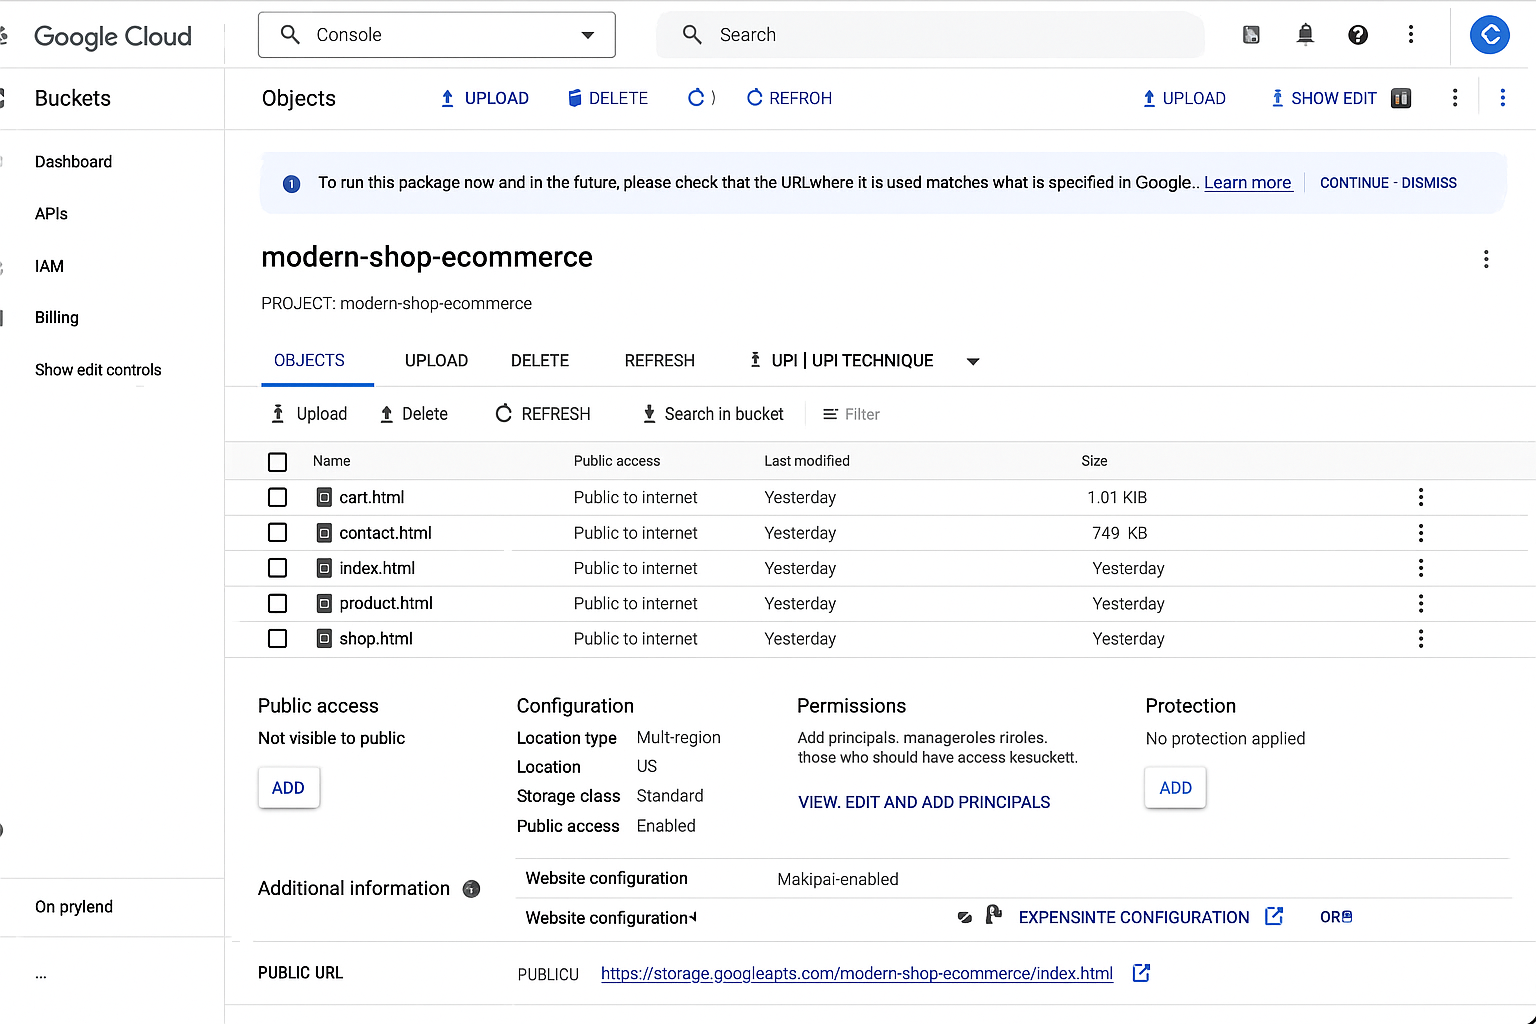 Google Cloud
Console
Search
Buckets
Objects
UPLOAD
DELETE
)
REFROH
UPLOAD
SHOW EDIT
Dashboard
APIs
IAM
Billing
Show edit controls
On prylend
...
To run this package now and in the future, please check that the URLwhere it is used matches what is specified in Google.. Learn more
CONTINUE - DISMISS
modern-shop-ecommerce
PROJECT: modern-shop-ecommerce
OBJECTS UPLOAD DELETE REFRESH UPI | UPI TECHNIQUE
Upload Delete REFRESH Search in bucket Filter
Name Public access Last modified Size
cart.html Public to internet Yesterday 1.01 KIB
contact.html Public to internet Yesterday 749 KB
index.html Public to internet Yesterday Yesterday
product.html Public to internet Yesterday Yesterday
shop.html Public to internet Yesterday Yesterday
Public access
Not visible to public
ADD
Configuration
Location type Mult-region
Location US
Storage class Standard
Public access Enabled
Permissions
Add principals. manageroles riroles.
those who should have access kesuckett.
VIEW. EDIT AND ADD PRINCIPALS
Protection
No protection applied
ADD
Additional information
Website configuration Makipai-enabled
Website configuration
EXPENSINTE CONFIGURATION
PUBLIC URL
PUBLICU https://storage.googleapts.com/modern-shop-ecommerce/index.html